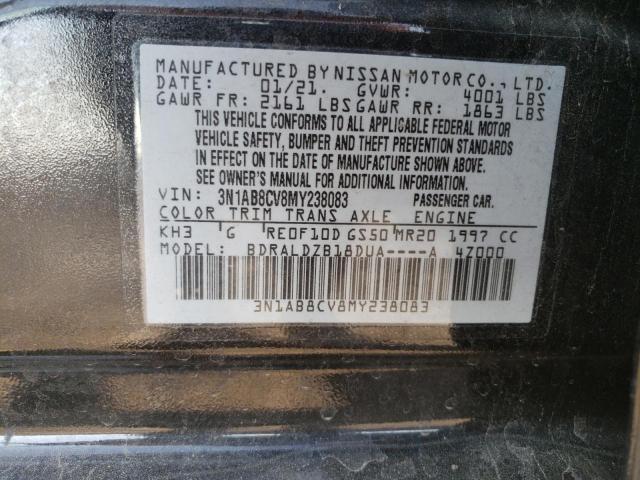 MANUFACTURED BY NISSAN MOTOR CO., LTD.
DATE: 01/21. GVWR: 4001 LBS
GAWR FR: 2161 LBS GAWR RR: 1863 LBS
THIS VEHICLE CONFORMS TO ALL APPLICABLE FEDERAL MOTOR
VEHICLE SAFETY, BUMPER AND THEFT PREVENTION STANDARDS
IN EFFECT ON THE DATE OF MANUFACTURE SHOWN ABOVE.
SEE OWNER'S MANUAL FOR ADDITIONAL INFORMATION.
VIN: 3N1AB8CV8MY238083 PASSENGER CAR.
COLOR TRIM TRANS AXLE ENGINE
KH3 G RE0F10D GS50 MR20 1997 CC
MODEL: BDRALDZB18DUA----A 4Z000
3N1AB8CV8MY238083